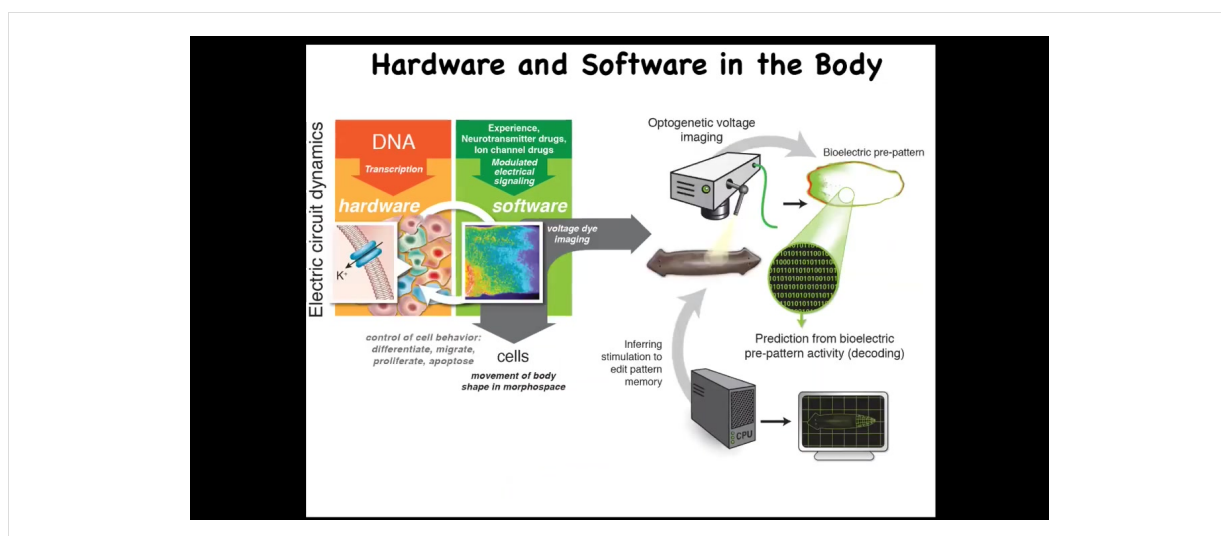 Hardware and Software in the Body
Electric circuit dynamics
DNA
Transcription
hardware
K+
Experience,
Neurotransmitter drugs,
Ion channel drugs
Modulated
electrical
signaling
software
voltage dye
imaging
control of cell behavior:
differentiate, migrate,
proliferate, apoptose
cells
movement of body
shape in morphospace
Optogenetic voltage
imaging
Bioelectric pre-pattern
Prediction from bioelectric
pre-pattern activity (decoding)
Inferring
stimulation to
edit pattern
memory
CPU